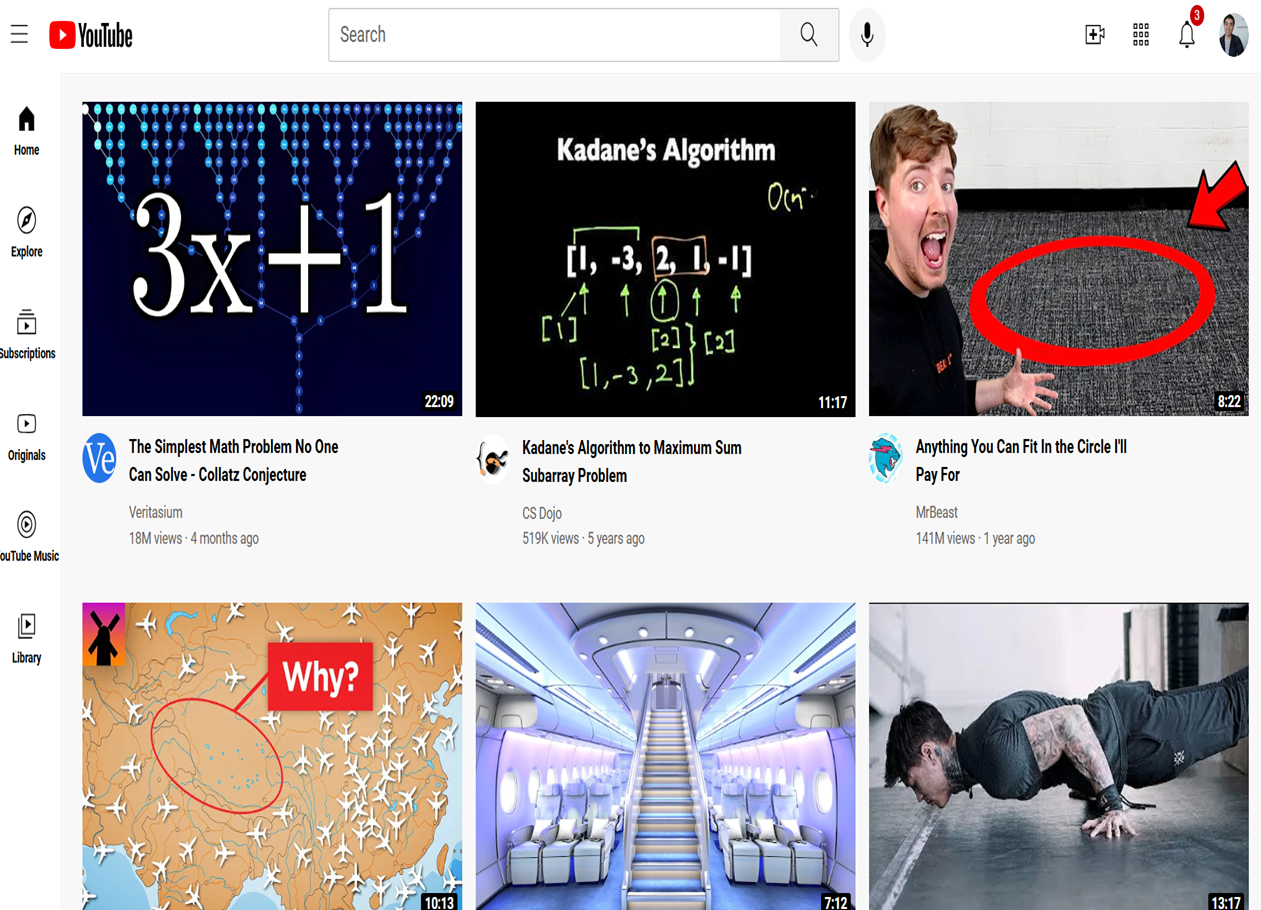 YouTube
Search
3
Home
Explore
Subscriptions
Originals
ouTube Music
Library
3x+1
22:09
Kadane's Algorithm
[1, -3, 2, 1, -1]
[1]
[2]
[2]
[1, -3, 2]
11:17
8:22
Ve
The Simplest Math Problem No One
Can Solve - Collatz Conjecture
Veritasium
18M views · 4 months ago
Kadane's Algorithm to Maximum Sum
Subarray Problem
CS Dojo
519K views · 5 years ago
Anything You Can Fit In the Circle I'll
Pay For
MrBeast
141M views · 1 year ago
Why?
10:13
7:12
13:17